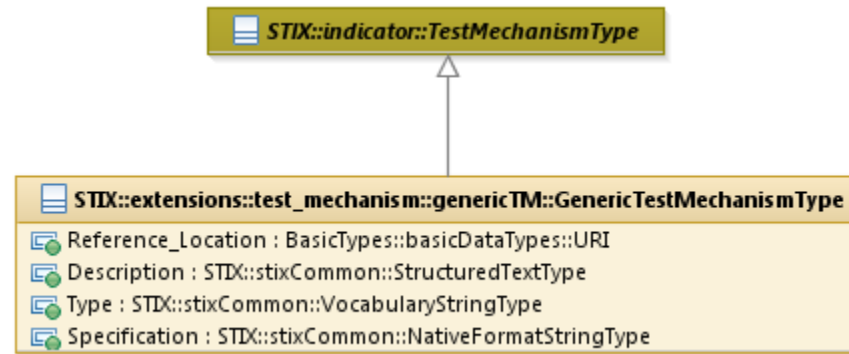 STIX::indicator::TestMechanismType
STIX::extensions::test_mechanism::genericTM::GenericTestMechanismType
Reference_Location : BasicTypes::basicDataTypes::URI
Description : STIX::stixCommon::StructuredTextType
Type : STIX::stixCommon::VocabularyStringType
Specification : STIX::stixCommon::NativeFormatStringType